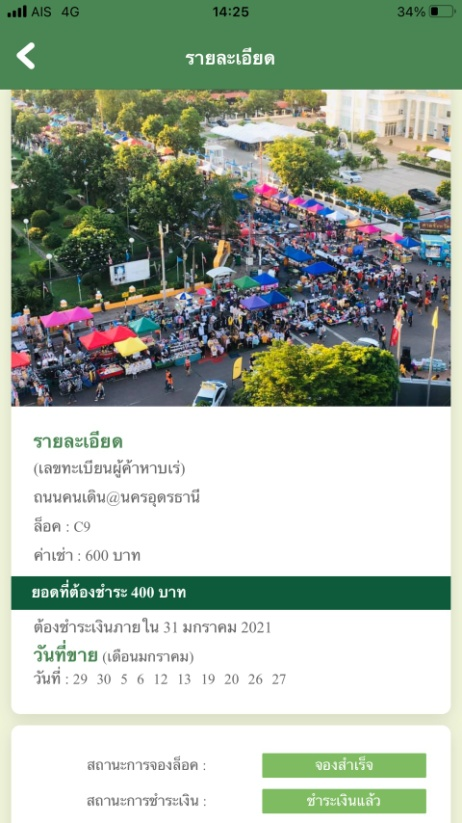 AIS 4G 14:25 34%
รายละเอียด
รายละเอียด
(เลขทะเบียนผู้ค้าหาบเร่)
ถนนคนเดิน@นครอุดรธานี
ล็อค : C9
ค่าเช่า : 600 บาท
ยอดที่ต้องชำระ 400 บาท
ต้องชำระเงินภายใน 31 มกราคม 2021
วันที่ขาย (เดือนมกราคม)
วันที่ : 29 30 5 6 12 13 19 20 26 27
สถานะการจองล็อค : จองสำเร็จ
สถานะการชำระเงิน : ชำระเงินแล้ว